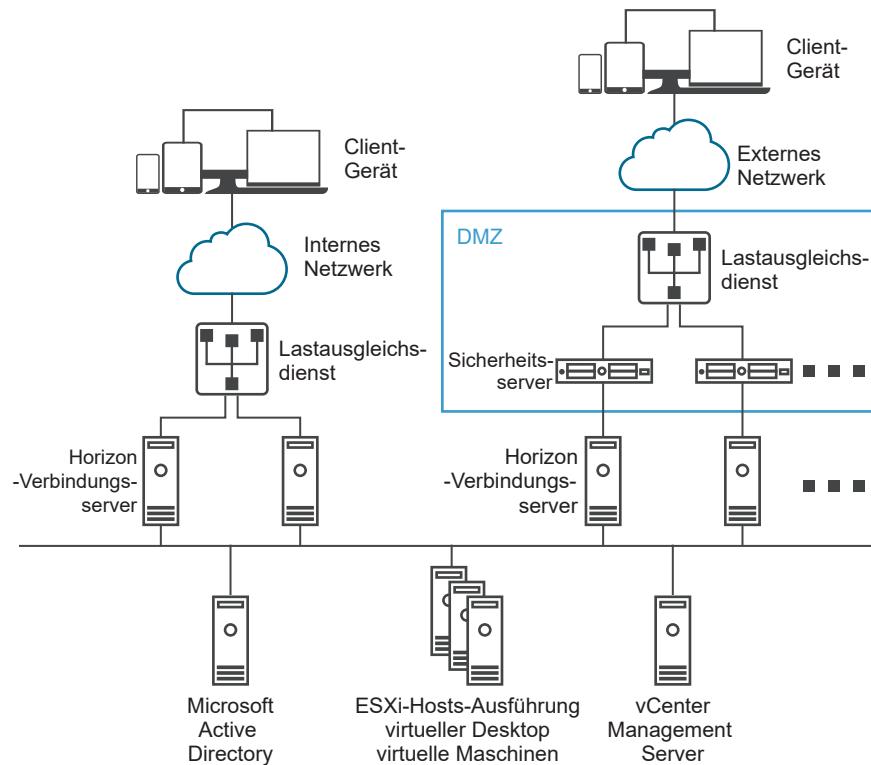 Client-
Gerät
Externes
Netzwerk
DMZ
Lastausgleichs-
dienst
Sicherheits-
server
Horizon
-Verbindungs-
server
Client-
Gerät
Internes
Netzwerk
Lastausgleichs-
dienst
Horizon
-Verbindungs-
server
Microsoft
Active
Directory
ESXi-Hosts-Ausführung
virtueller Desktop
virtuelle Maschinen
vCenter
Management
Server